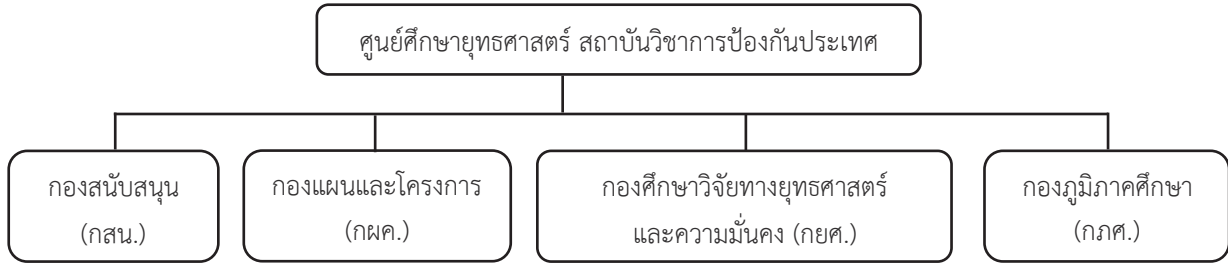 ศูนย์ศึกษายุทธศาสตร์ สถาบันวิชาการป้องกันประเทศ
กองสนับสนุน
(กสน.)
กองแผนและโครงการ
(กผค.)
กองศึกษาวิจัยทางยุทธศาสตร์
และความมั่นคง (กยศ.)
กองภูมิภาคศึกษา
(กภศ.)